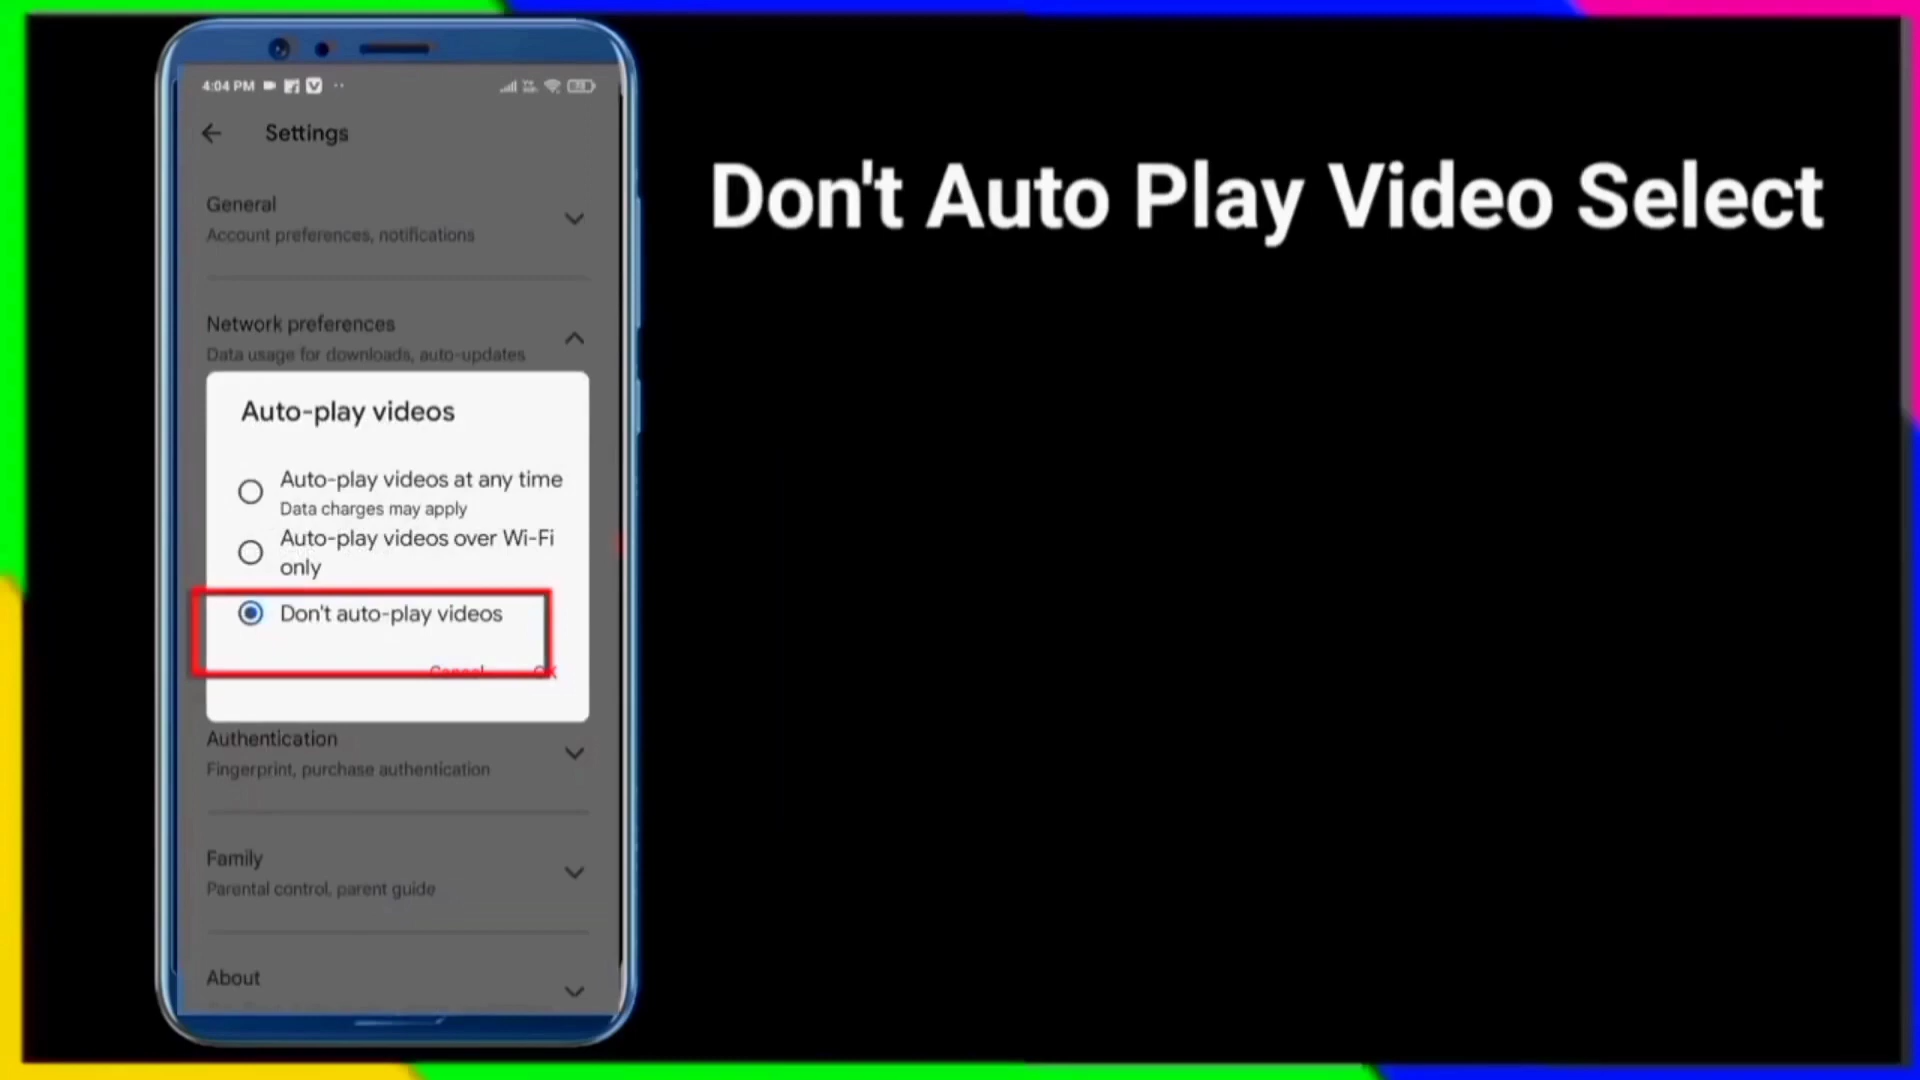 4:04 PM
Settings
General
Account preferences, notifications
Network preferences
Data usage for downloads, auto-updates
Auto-play videos
Auto-play videos at any time
Data charges may apply
Auto-play videos over Wi-Fi
only
Don't auto-play videos
Cancel OK
Authentication
Fingerprint, purchase authentication
Family
Parental control, parent guide
About
Don't Auto Play Video Select